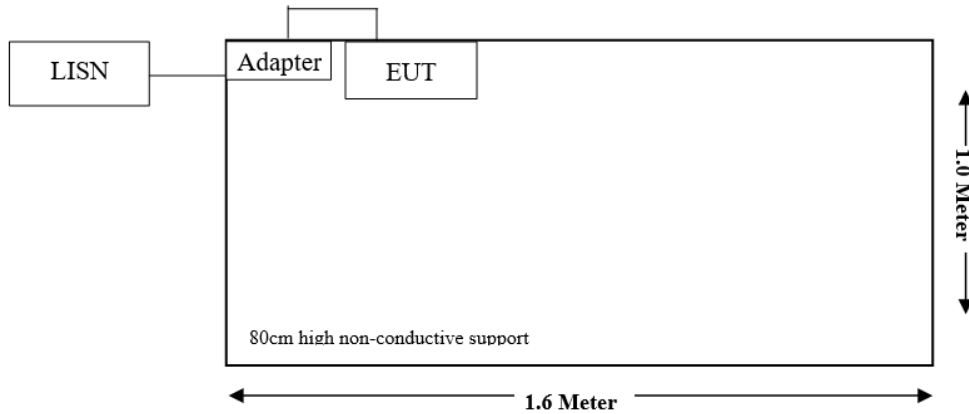 LISN
Adapter
EUT
1.0 Meter
80cm high non-conductive support
1.6 Meter